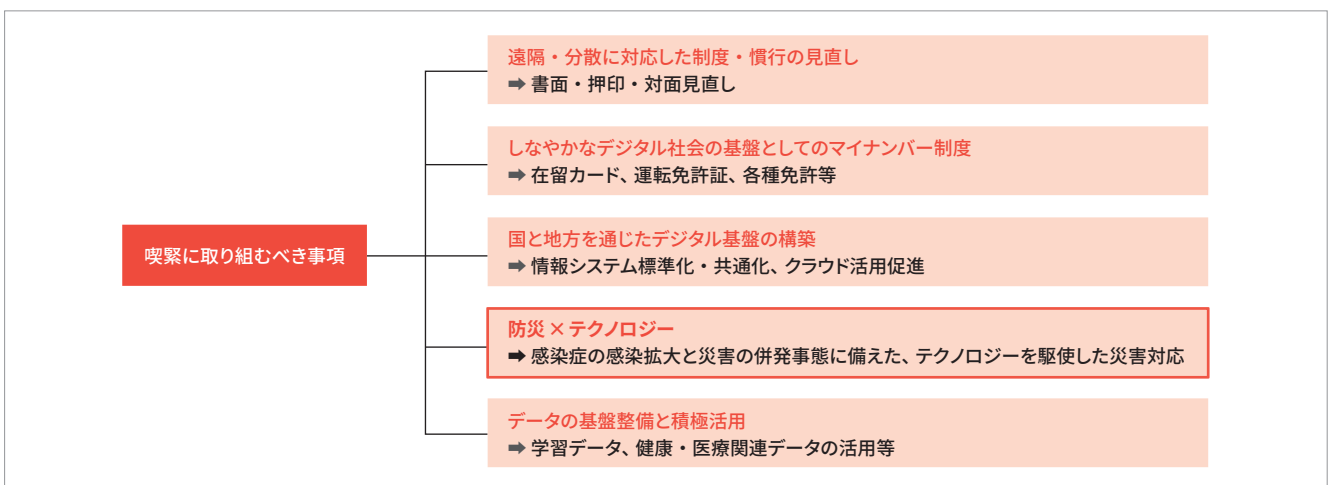 喫緊に取り組むべき事項
遠隔・分散に対応した制度・慣行の見直し
➡ 書面・押印・対面見直し
しなやかなデジタル社会の基盤としてのマイナンバー制度
➡ 在留カード、運転免許証、各種免許等
国と地方を通じたデジタル基盤の構築
➡ 情報システム標準化・共通化、クラウド活用促進
防災 × テクノロジー
➡ 感染症の感染拡大と災害の併発事態に備えた、テクノロジーを駆使した災害対応
データの基盤整備と積極活用
➡ 学習データ、健康・医療関連データの活用等